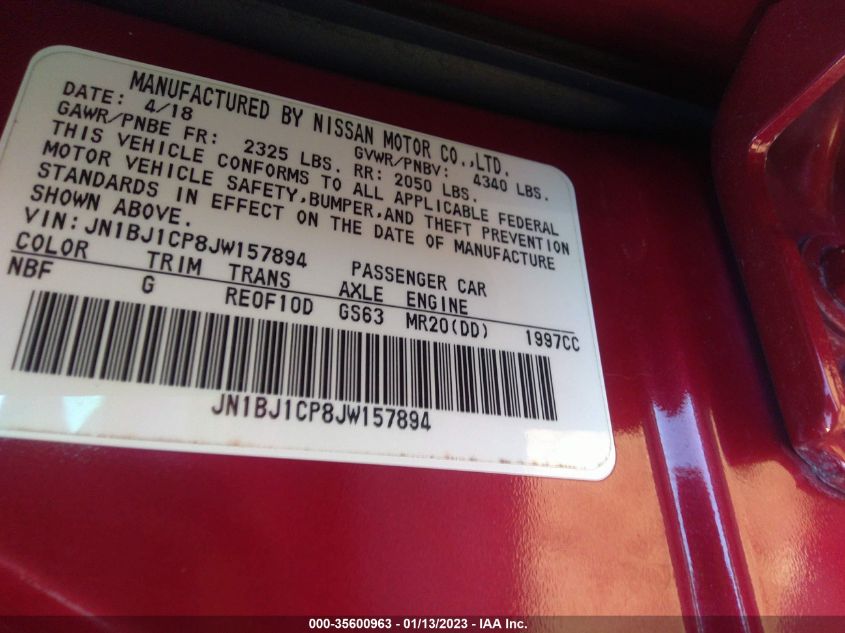 MANUFACTURED BY NISSAN MOTOR CO.,LTD.
DATE: 4/18 GVWR/PNBV: 4340 LBS.
GAWR/PNBE FR: 2325 LBS. RR: 2050 LBS.
THIS VEHICLE CONFORMS TO ALL APPLICABLE FEDERAL
MOTOR VEHICLE SAFETY,BUMPER,AND THEFT PREVENTION
STANDARDS IN EFFECT ON THE DATE OF MANUFACTURE
SHOWN ABOVE.
VIN: JN1BJ1CP8JW157894 PASSENGER CAR
COLOR TRIM TRANS AXLE ENGINE
NBF G RE0F10D GS63 MR20(DD) 1997CC
JN1BJ1CP8JW157894
000-35600963 - 01/13/2023 - IAA Inc.